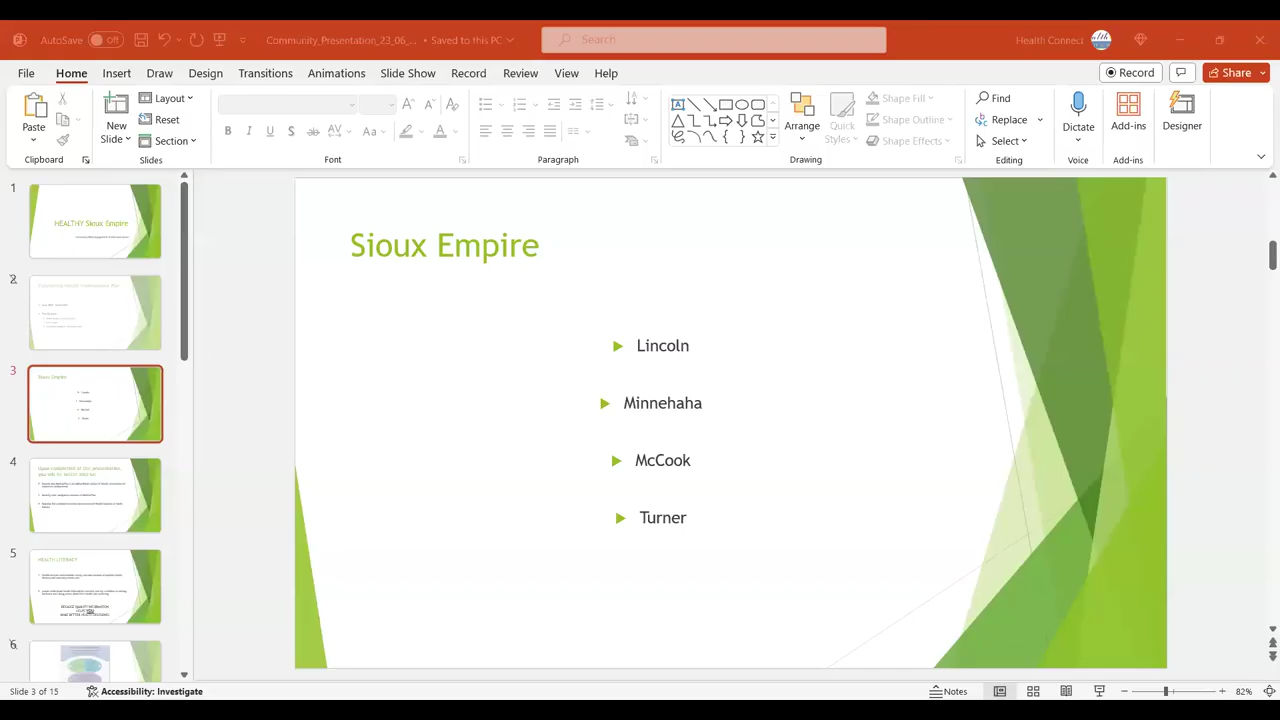 AutoSave Off Community_Presentation_23_06_... • Saved to this PC Search Health Connect
File Home Insert Draw Design Transitions Animations Slide Show Record Review View Help Record Share
Paste
New
Slide
Layout
Reset
Section
B I U S ab AV Aa A
Arrange
Quick
Styles
Shape Fill
Shape Outline
Shape Effects
Find
Replace
Select
Dictate
Add-ins
Designer
Clipboard Slides Font Paragraph Drawing Editing Voice Add-ins
1
HEALTHY Sioux Empire
2
3
Sioux Empire
4
5
HEALTH LITERACY
6
Sioux Empire
Lincoln
Minnehaha
McCook
Turner
Slide 3 of 15 Accessibility: Investigate Notes 82%